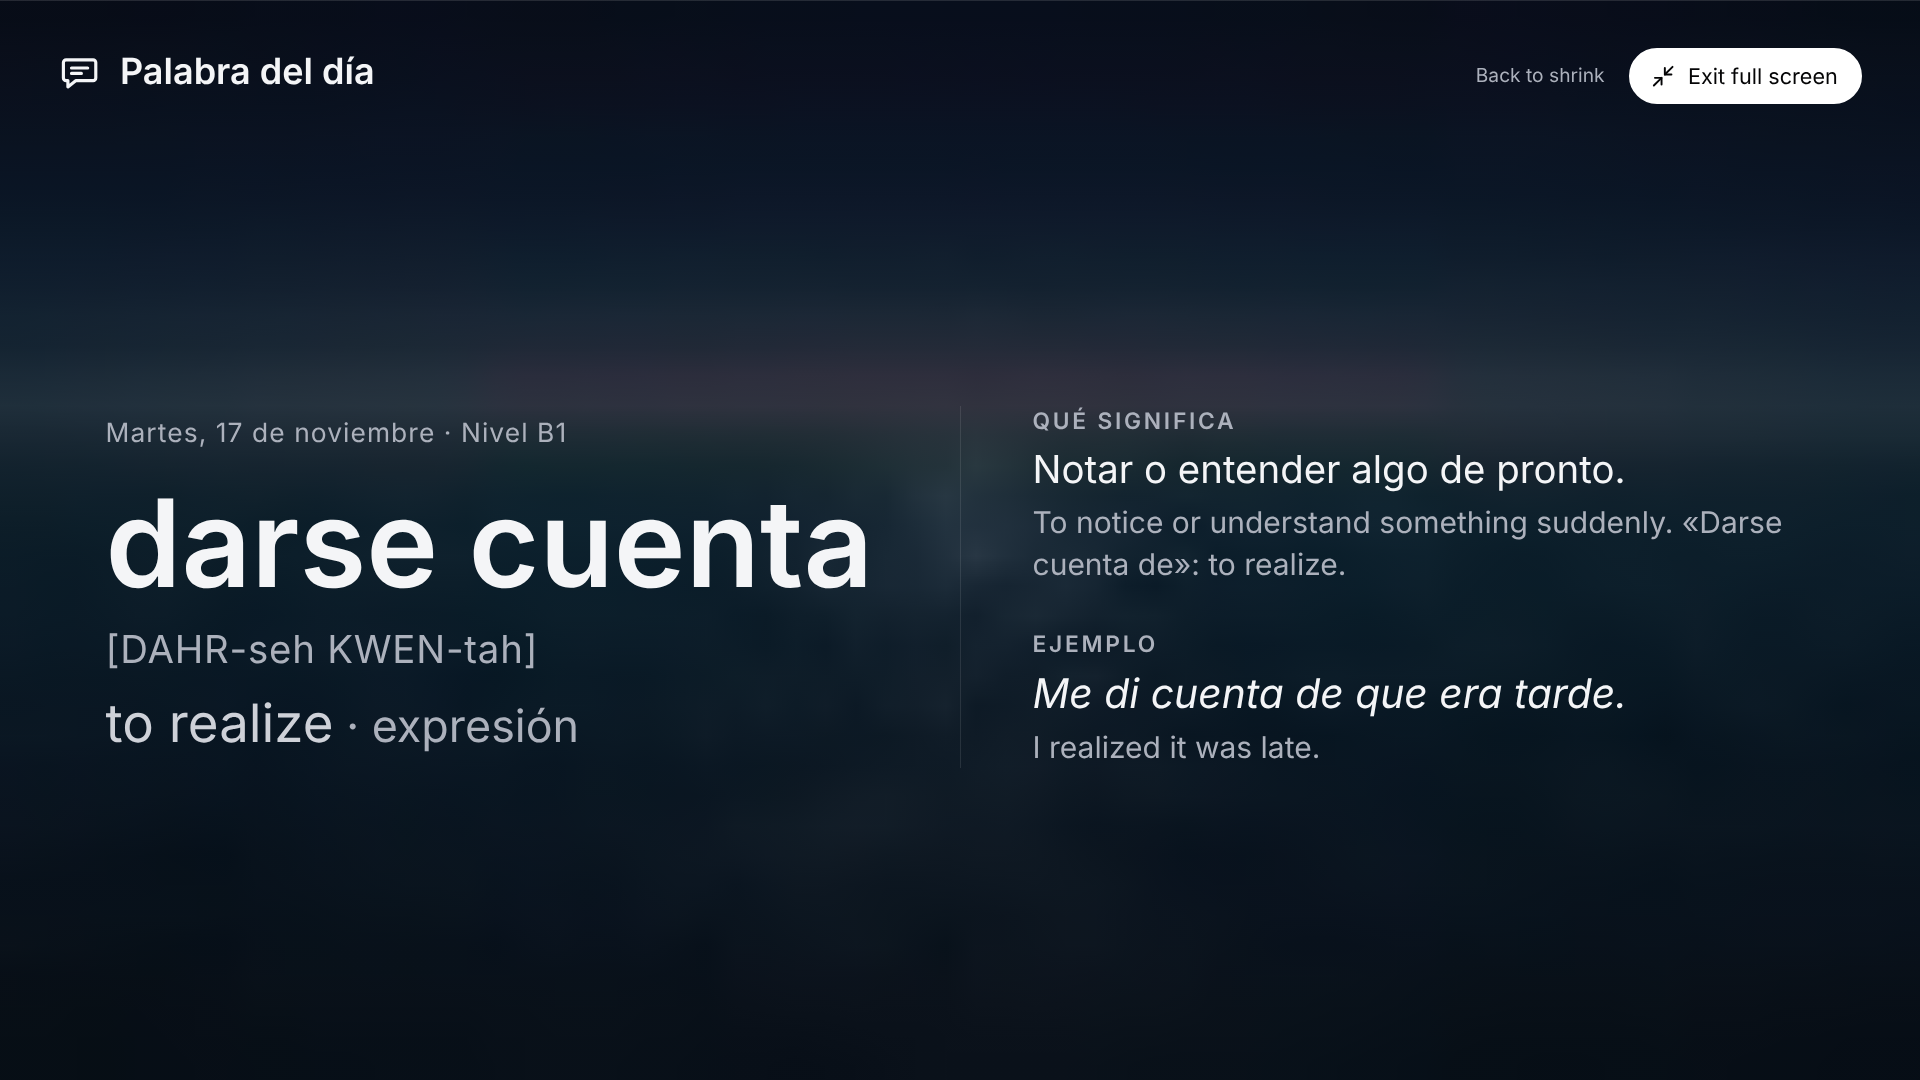 Palabra del día
Back to shrink
Exit full screen
Martes, 17 de noviembre · Nivel B1
darse cuenta
[DAHR-seh KWEN-tah]
to realize · expresión
QUÉ SIGNIFICA
Notar o entender algo de pronto.
To notice or understand something suddenly. «Darse
cuenta de»: to realize.
EJEMPLO
Me di cuenta de que era tarde.
I realized it was late.